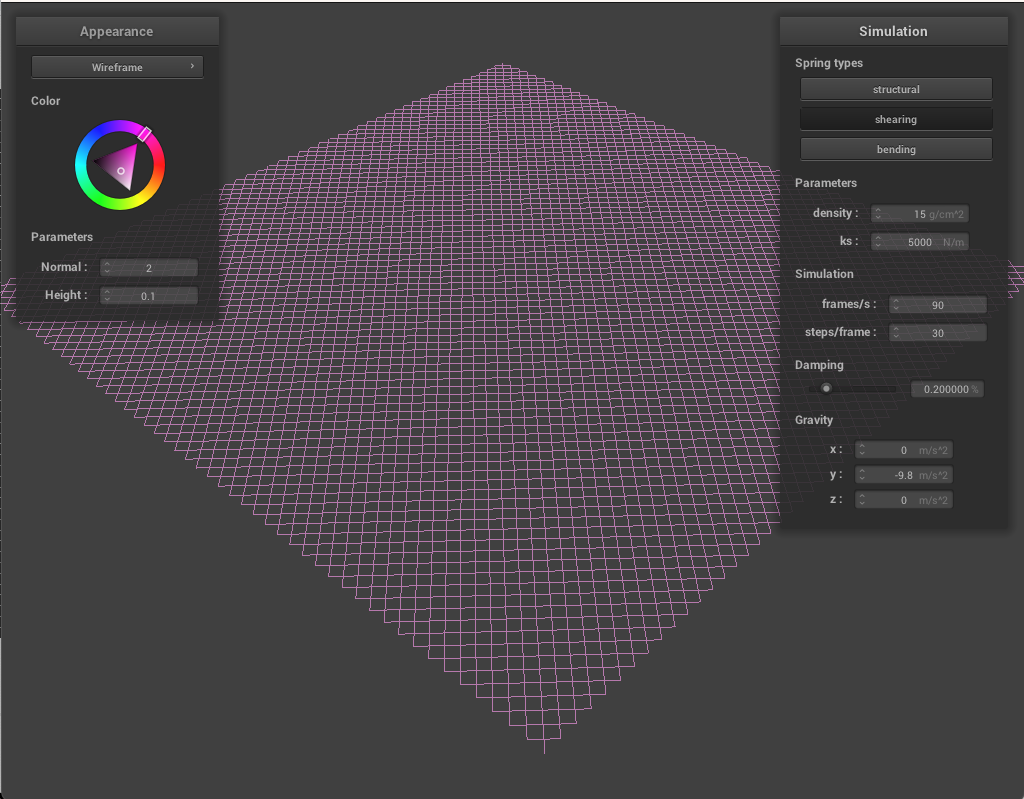 Appearance
Wireframe
Color
Parameters
Normal : 2
Height : 0.1
Simulation
Spring types
structural
shearing
bending
Parameters
density : 15 g/cm^2
ks : 5000 N/m
Simulation
frames/s : 90
steps/frame : 30
Damping
0.200000 %
Gravity
x : 0 m/s^2
y : -9.8 m/s^2
z : 0 m/s^2